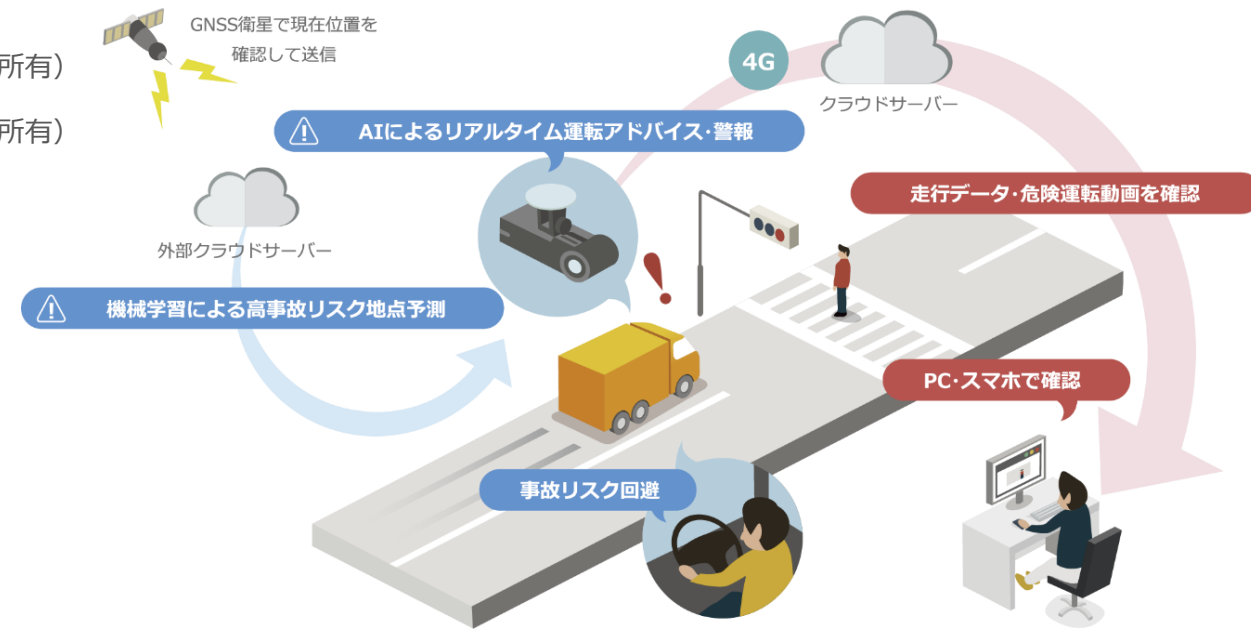 GNSS衛星で現在位置を
確認して送信
所有）
所有）
4G
クラウドサーバー
AIによるリアルタイム運転アドバイス・警報
走行データ・危険運転動画を確認
外部クラウドサーバー
機械学習による高事故リスク地点予測
PC・スマホで確認
事故リスク回避